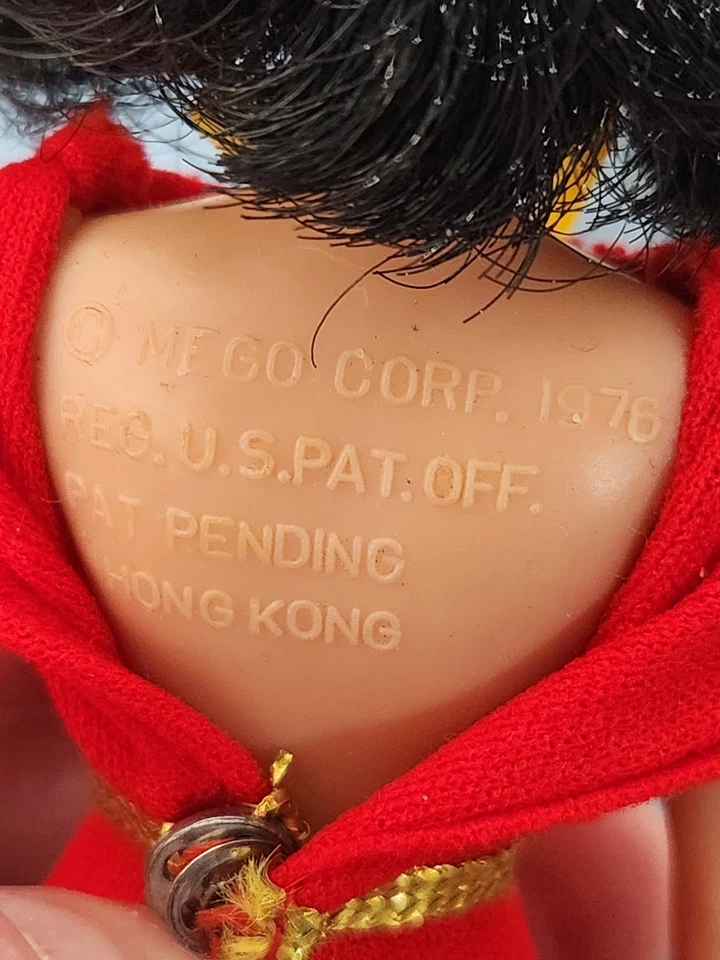 © MEGO CORP. 1976
REG. U.S.PAT.OFF.
PAT PENDING
HONG KONG